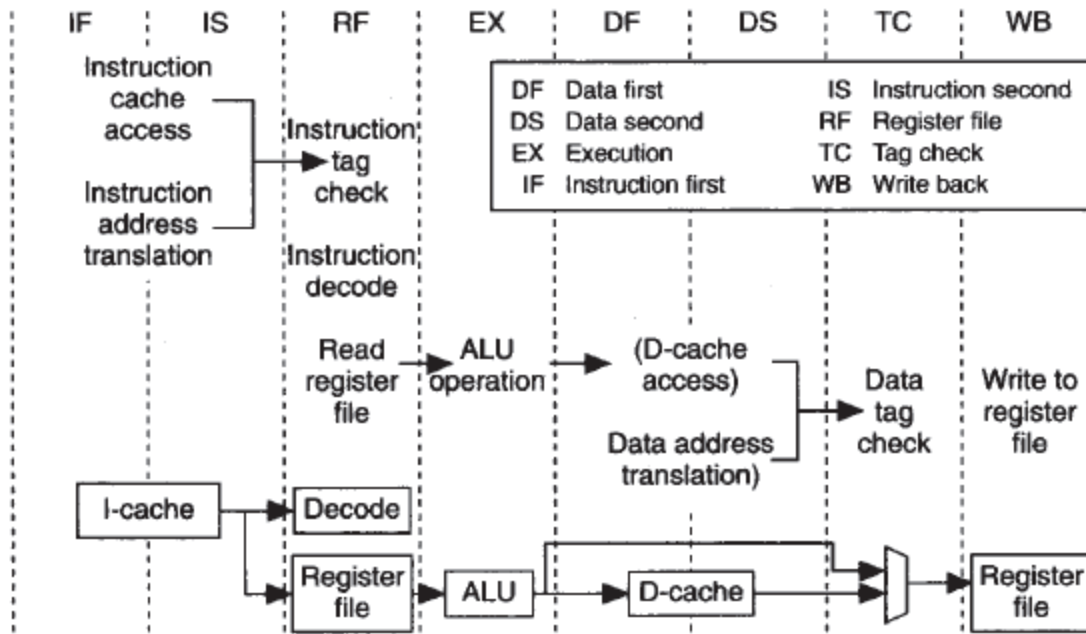 IF IS RF EX DF DS TC WB
DF Data first IS Instruction second
DS Data second RF Register file
EX Execution TC Tag check
IF Instruction first WB Write back
Instruction
cache
access
Instruction
address
translation
Instruction
tag
check
Instruction
decode
Read
register
file
ALU
operation
(D-cache
access)
Data address
translation)
Data
tag
check
Write to
register
file
I-cache
Decode
Register
file
ALU
D-cache
Register
file